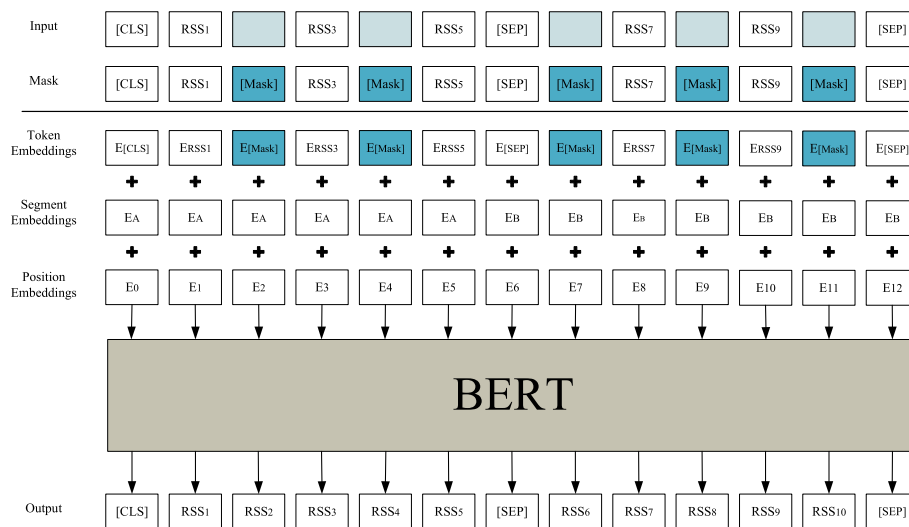 Input [CLS] RSS1 RSS3 RSS5 [SEP] RSS7 RSS9 [SEP]
Mask [CLS] RSS1 [Mask] RSS3 [Mask] RSS5 [SEP] [Mask] RSS7 [Mask] RSS9 [Mask] [SEP]
Token
Embeddings E[CLS] ERSS1 E[Mask] ERSS3 E[Mask] ERSS5 E[SEP] E[Mask] ERSS7 E[Mask] ERSS9 E[Mask] E[SEP]
+ + + + + + + + + + + + +
Segment
Embeddings EA EA EA EA EA EA EB EB EB EB EB EB EB
+ + + + + + + + + + + + +
Position
Embeddings E0 E1 E2 E3 E4 E5 E6 E7 E8 E9 E10 E11 E12
BERT
Output [CLS] RSS1 RSS2 RSS3 RSS4 RSS5 [SEP] RSS6 RSS7 RSS8 RSS9 RSS10 [SEP]